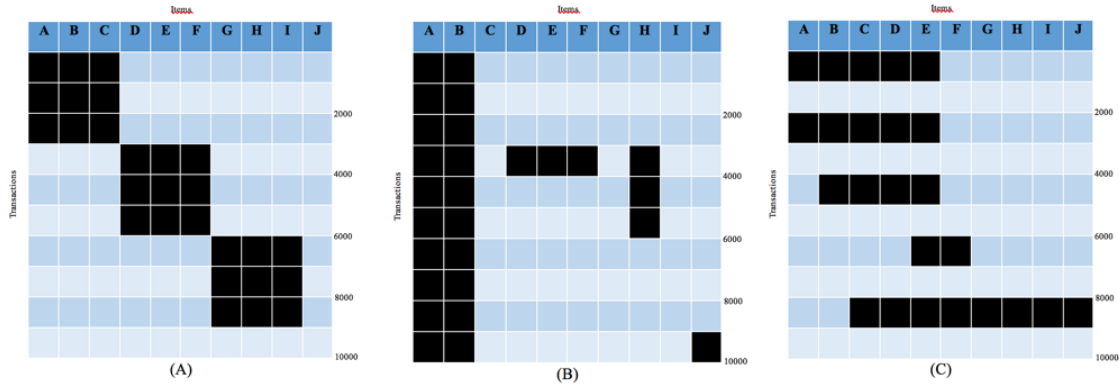 Items
A B C D E F G H I J
2000
4000
6000
8000
10000
Transactions
(A)
Items
A B C D E F G H I J
2000
4000
6000
8000
10000
Transactions
(B)
Items
A B C D E F G H I J
2000
4000
6000
8000
10000
Transactions
(C)